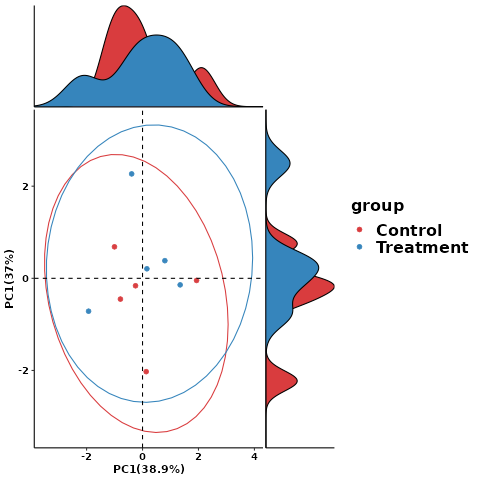 group
Control
Treatment
2
0
-2
PC1(37%)
-2
0
2
4
PC1(38.9%)